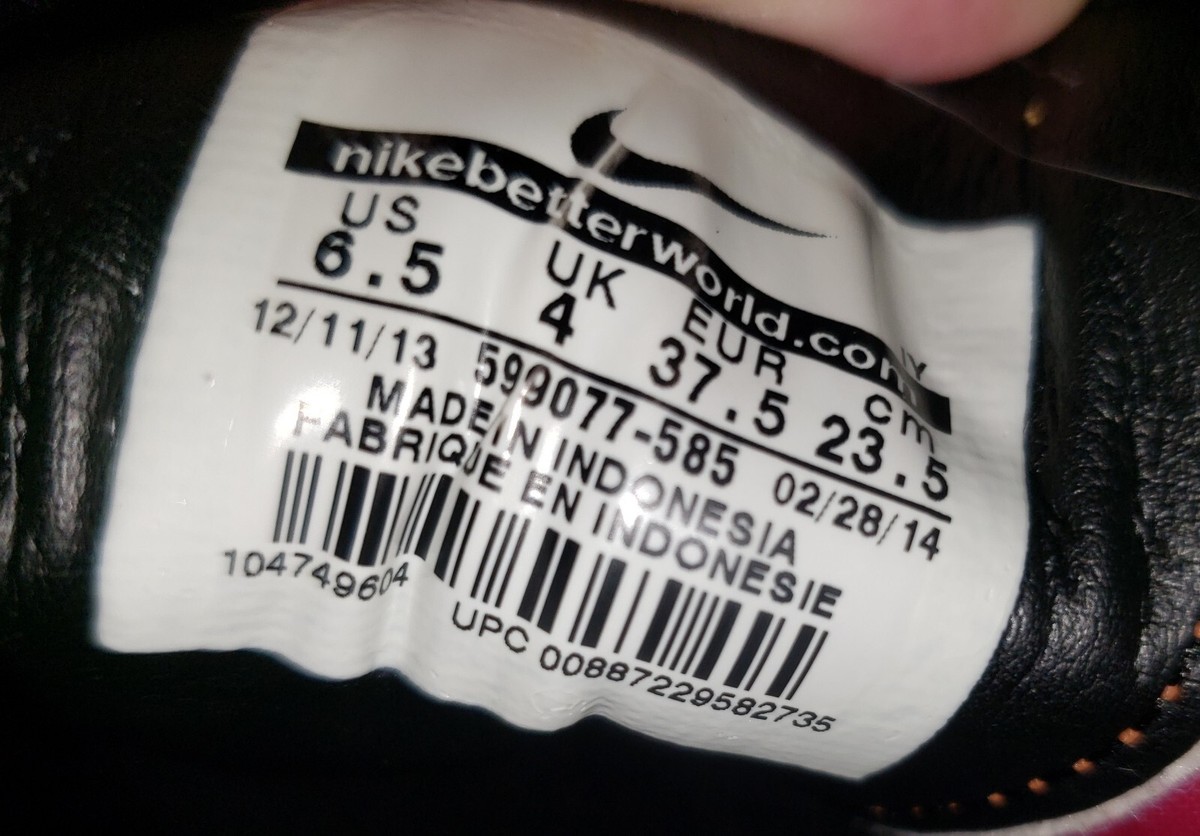 nikebetterworld.com
US UK EUR cm
6.5 4 37.5 23.5
12/11/13 599077-585 02/28/14
MADE IN INDONESIA
FABRIQUE EN INDONESIE
104749604
UPC 00887229582735